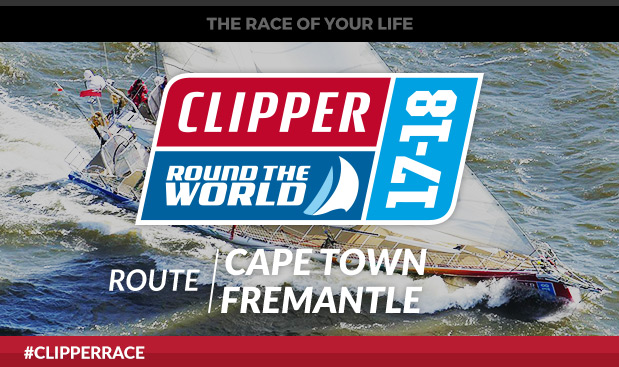 THE RACE OF YOUR LIFE
CLIPPER
ROUND THE
WORLD
17-18
ROUTE
CAPE TOWN
FREMANTLE
#CLIPPERRACE